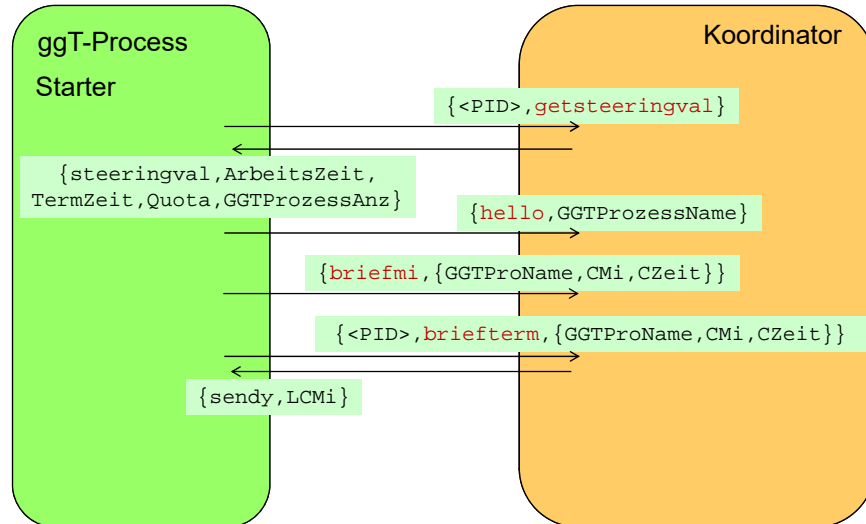 ggT-Process
Starter
Koordinator
{<PID>,getsteeringval}
{steeringval,ArbeitsZeit,
TermZeit,Quota,GGTProzessAnz}
{hello,GGTProzessName}
{briefmi,{GGTProName,CMi,CZeit}}
{<PID>,briefterm,{GGTProName,CMi,CZeit}}
{sendy,LCMi}